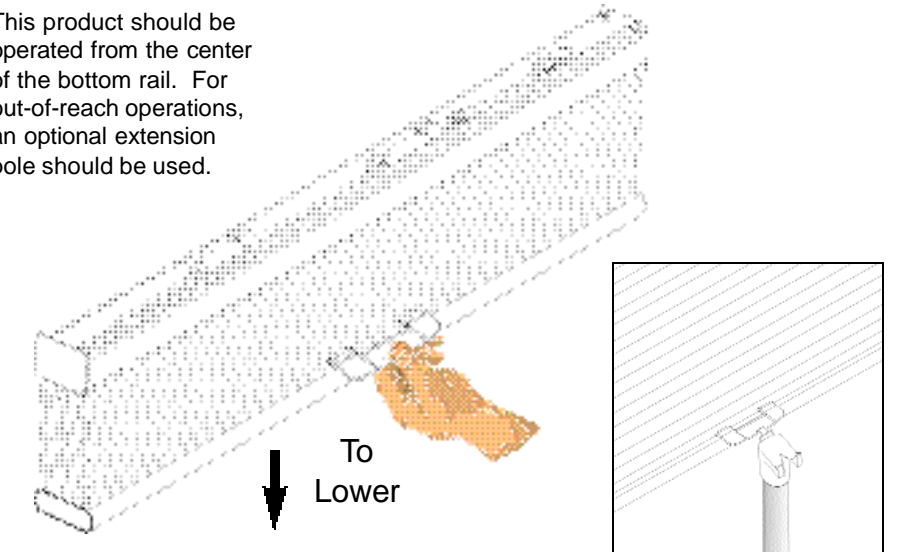 This product should be
operated from the center
of the bottom rail. For
out-of-reach operations,
an optional extension
pole should be used.
To
Lower